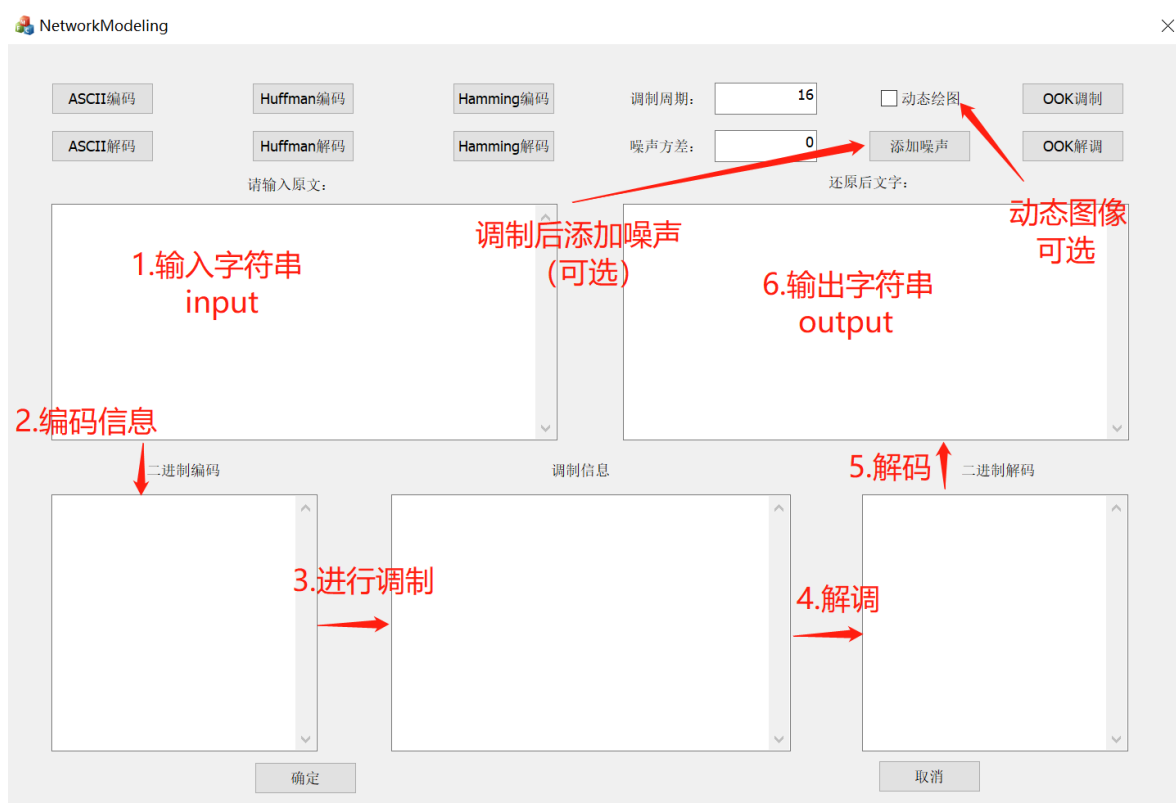 NetworkModeling
ASCII编码
Huffman编码
Hamming编码
调制周期:
16
动态绘图
OOK调制
ASCII解码
Huffman解码
Hamming解码
噪声方差:
0
添加噪声
OOK解调
请输入原文:
还原后文字:
调制后添加噪声
(可选)
动态图像
可选
1.输入字符串
input
6.输出字符串
output
2.编码信息
二进制编码
调制信息
5.解码
二进制解码
3.进行调制
4.解调
确定
取消